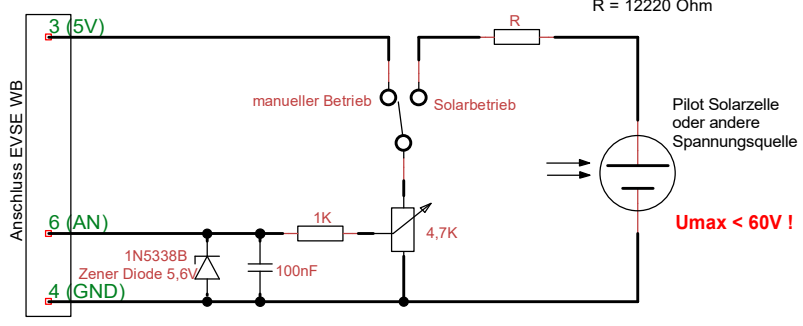 R = 12220 Ohm
3 (5V)
R
manueller Betrieb
Solarbetrieb
Pilot Solarzelle
oder andere
Spannungsquelle
Anschluss EVSE WB
6 (AN)
1K
4,7K
Umax < 60V !
1N5338B
Zener Diode 5,6V
100nF
4 (GND)